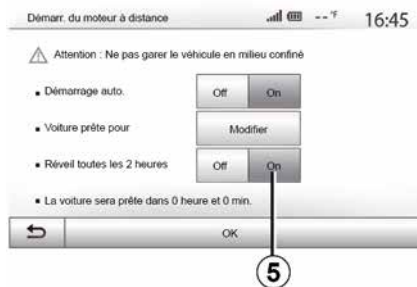 Démarr. du moteur à distance --°F 16:45
Attention : Ne pas garer le véhicule en milieu confiné
Démarrage auto. Off On
Voiture prête pour Modifier
Réveil toutes les 2 heures Off On
La voiture sera prête dans 0 heure et 0 min.
OK
5